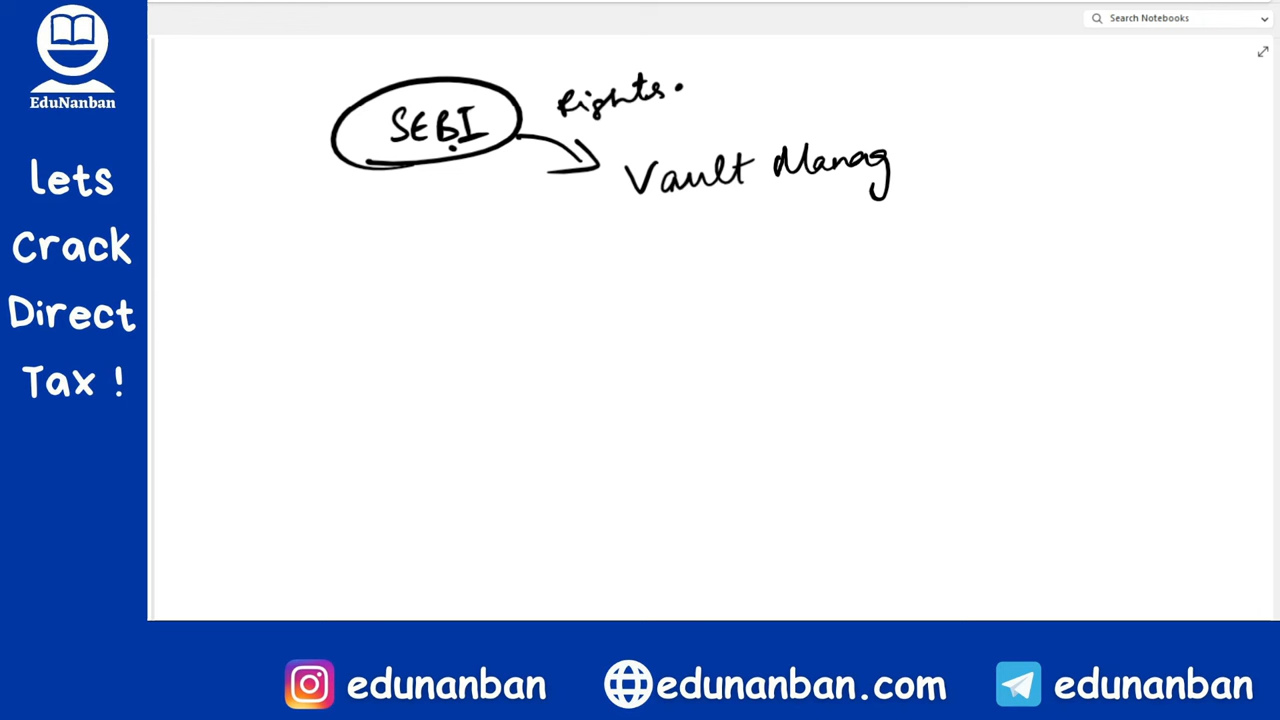 Search Notebooks
EduNanban
lets
Crack
Direct
Tax !
SEBI
Rights.
Vault Manag
edunanban
edunanban.com
edunanban